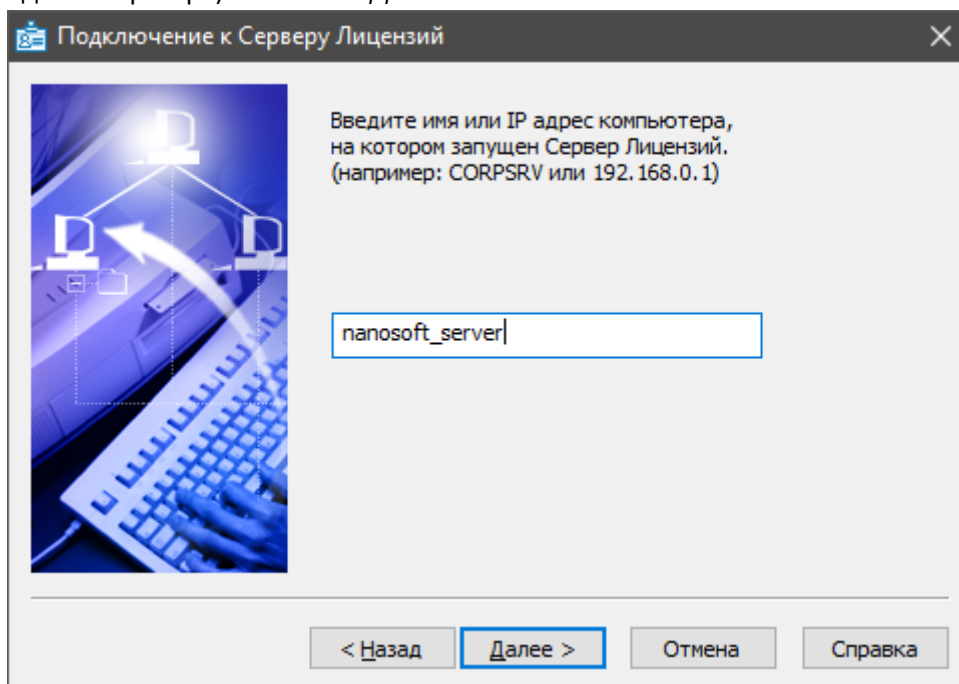 Подключение к Серверу Лицензий
Введите имя или IP адрес компьютера,
на котором запущен Сервер Лицензий.
(например: CORPSRV или 192.168.0.1)
nanosoft_server
< Назад
Далее >
Отмена
Справка